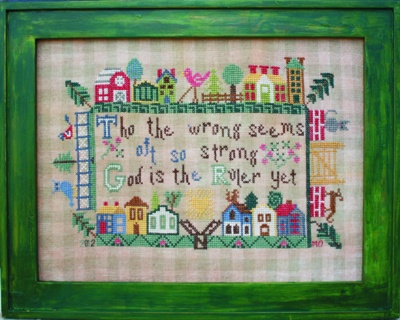 Tho the wrong seems
oft so strong
God is the Ruler yet